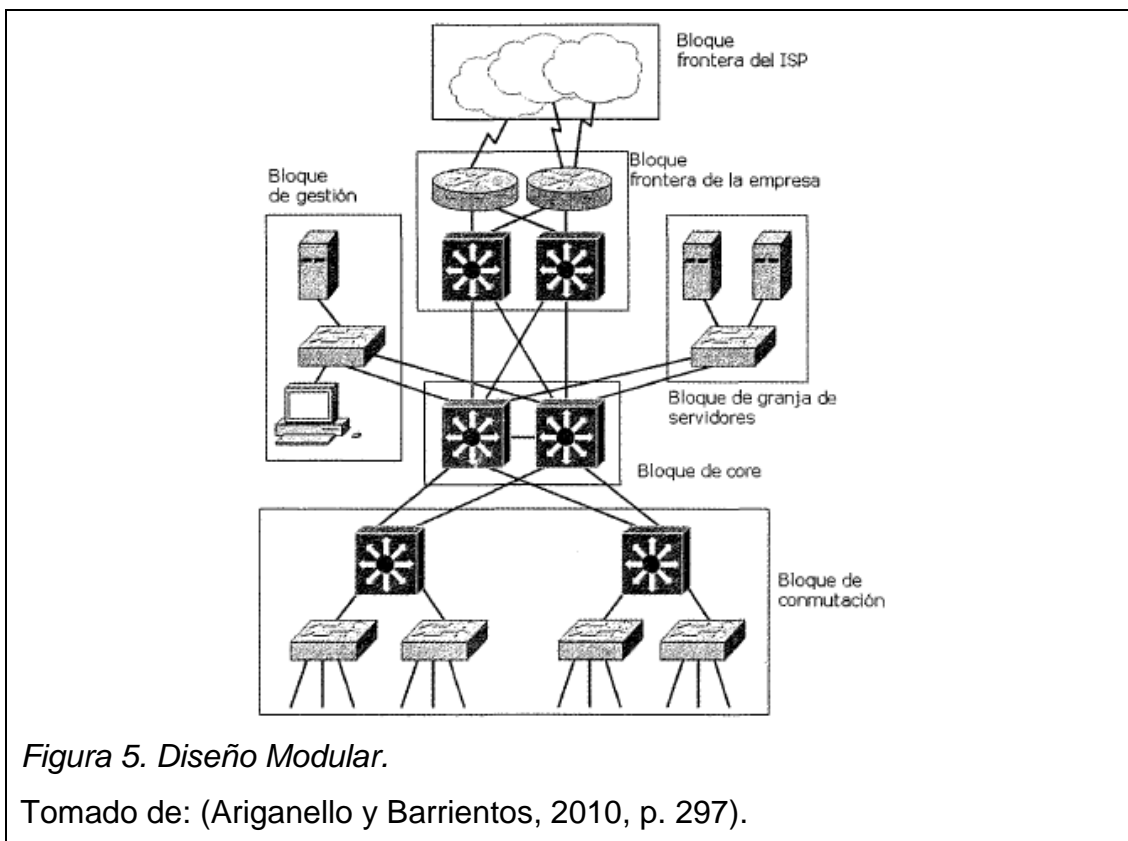 Bloque
frontera del ISP
Bloque
frontera de la empresa
Bloque
de gestión
Bloque de granja de
servidores
Bloque de core
Bloque de
conmutación
Figura 5. Diseño Modular.
Tomado de: (Ariganello y Barrientos, 2010, p. 297).